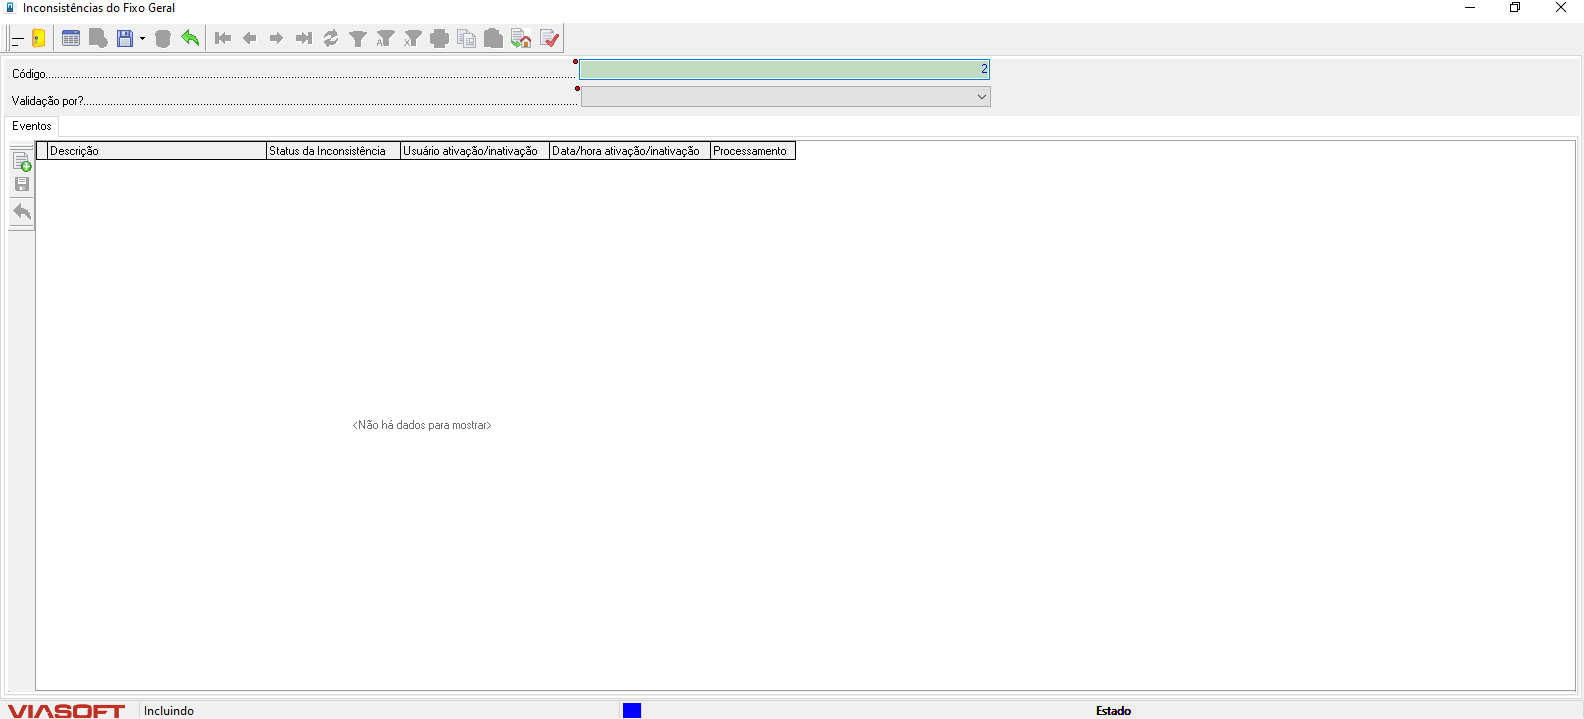 Inconsistências do Fixo Geral
Código
2
Validação por?
Eventos
Descrição Status da Inconsistência Usuário ativação/inativação Data/hora ativação/inativação Processamento
<Não há dados para mostrar>
VIASOFT Incluindo Estado